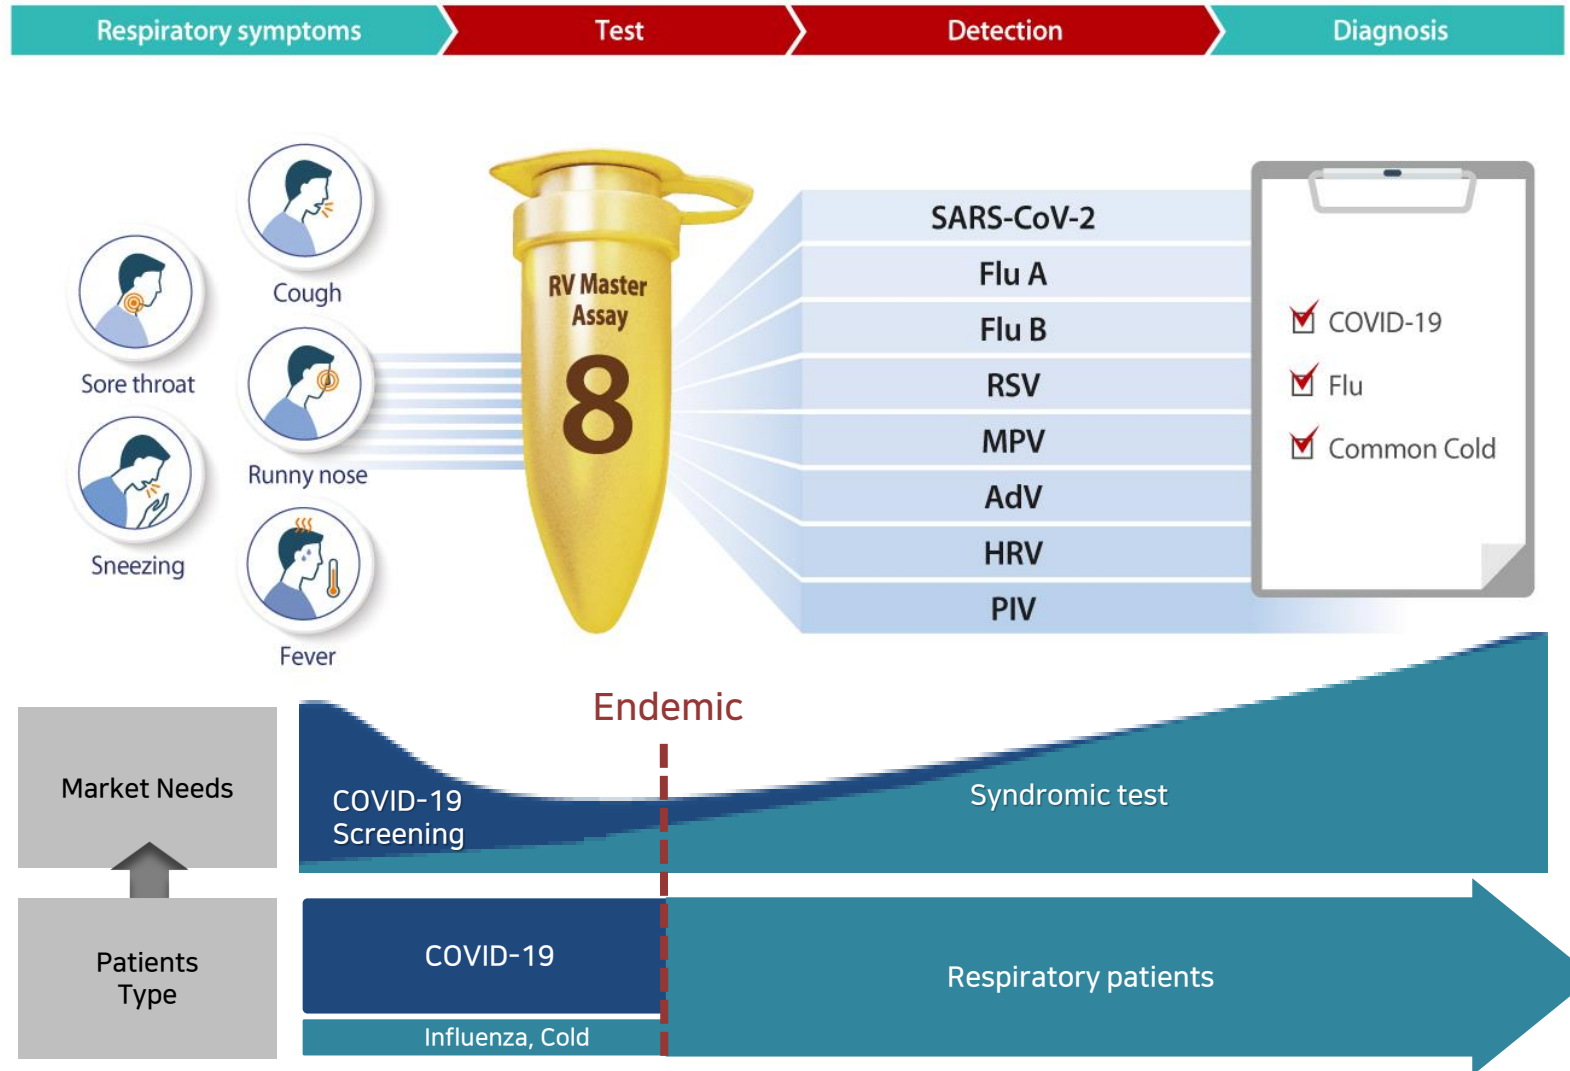 Respiratory symptoms
Test
Detection
Diagnosis
Cough
Sore throat
Runny nose
Sneezing
Fever
RV Master
Assay
8
SARS-CoV-2
Flu A
Flu B
RSV
MPV
AdV
HRV
PIV
COVID-19
Flu
Common Cold
Endemic
Market Needs
COVID-19
Screening
Syndromic test
Patients
Type
COVID-19
Influenza, Cold
Respiratory patients